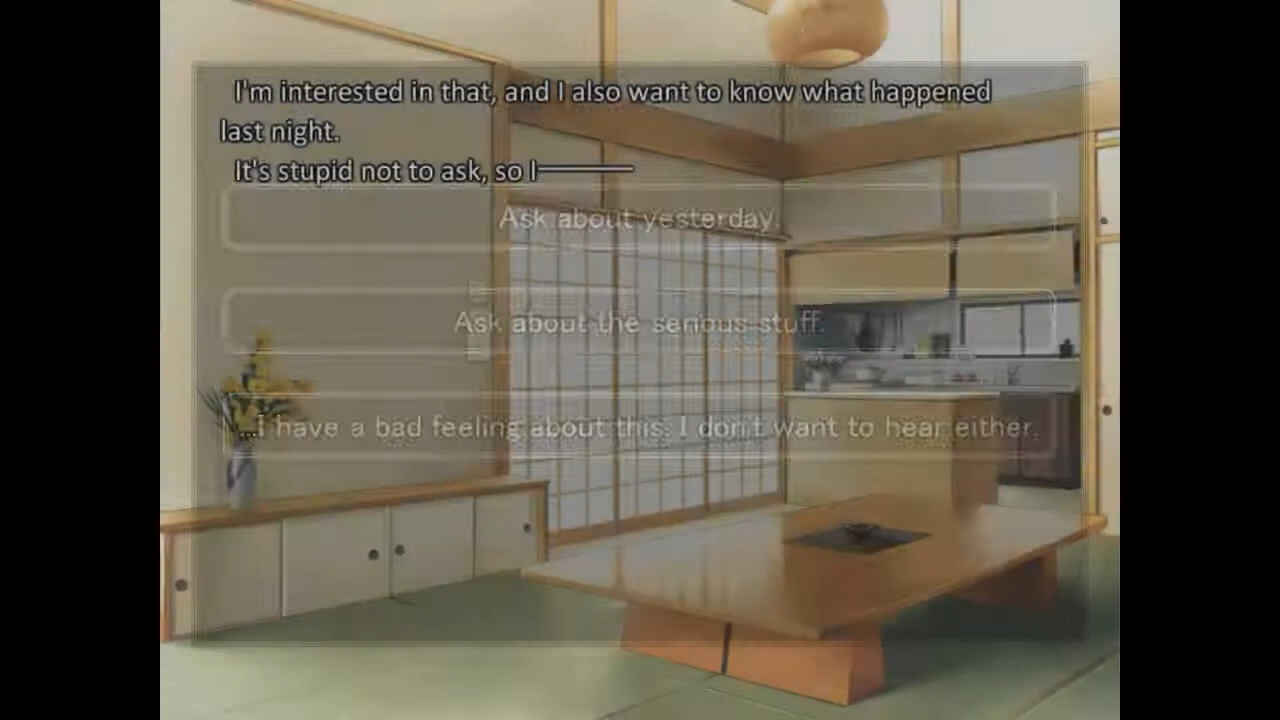 I'm interested in that, and I also want to know what happened
last night.
It's stupid not to ask, so I―――
Ask about yesterday.
Ask about the serious stuff.
...I have a bad feeling about this. I don't want to hear either.